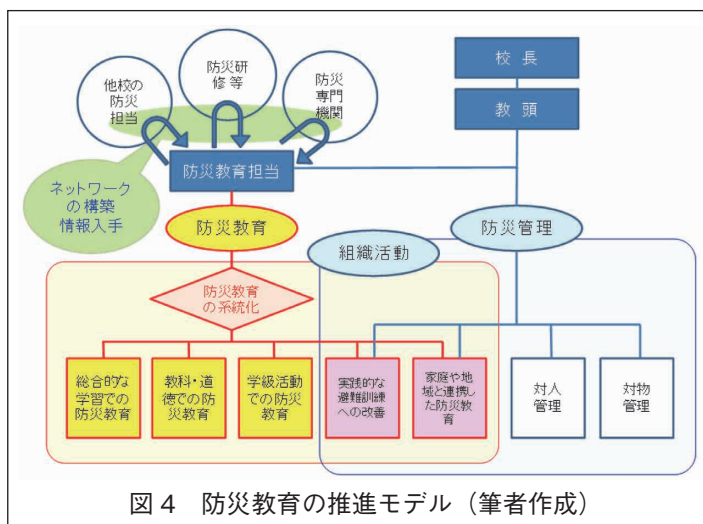 他校の
防災
担当
防災研
修等
防災
専門
機関
校長
教頭
防災教育担当
ネットワーク
の構築
情報入手
防災教育
組織活動
防災管理
防災教育
の系統化
総合的な
学習での
防災教育
教科・道
徳での防
災教育
学級活動
での防災
教育
実践的な
避難訓練
への改善
家庭や地
域と連携し
た防災教
育
対人
管理
対物
管理
図4 防災教育の推進モデル（筆者作成）